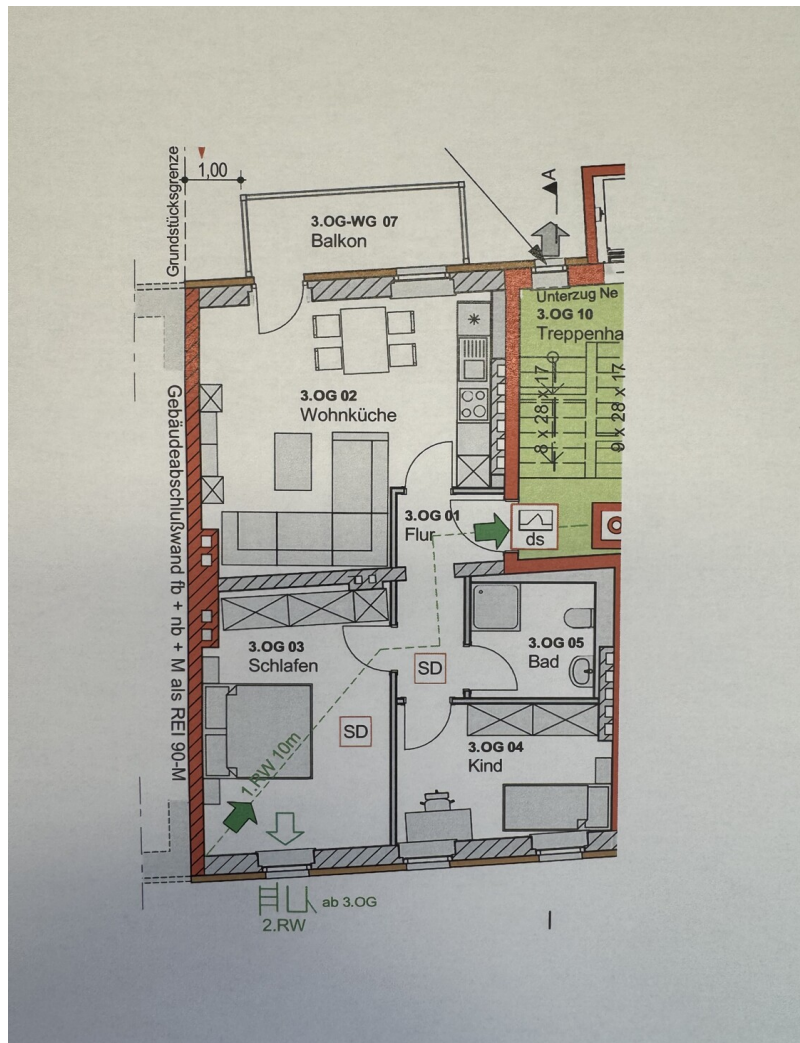 Grundstücksgrenze
1,00
A
3.OG-WG 07
Balkon
Unterzug Ne
3.OG 10
Treppenha
8 x 28 x 17
9 x 28 x 17
3.OG 02
Wohnküche
Gebäudeabschlußwand fb + nb + M als REI 90-M
3.OG 01
Flur
ds
3.OG 03
Schlafen
3.OG 05
Bad
SD
SD
3.OG 04
Kind
1.RW 10m
ab 3.OG
2.RW